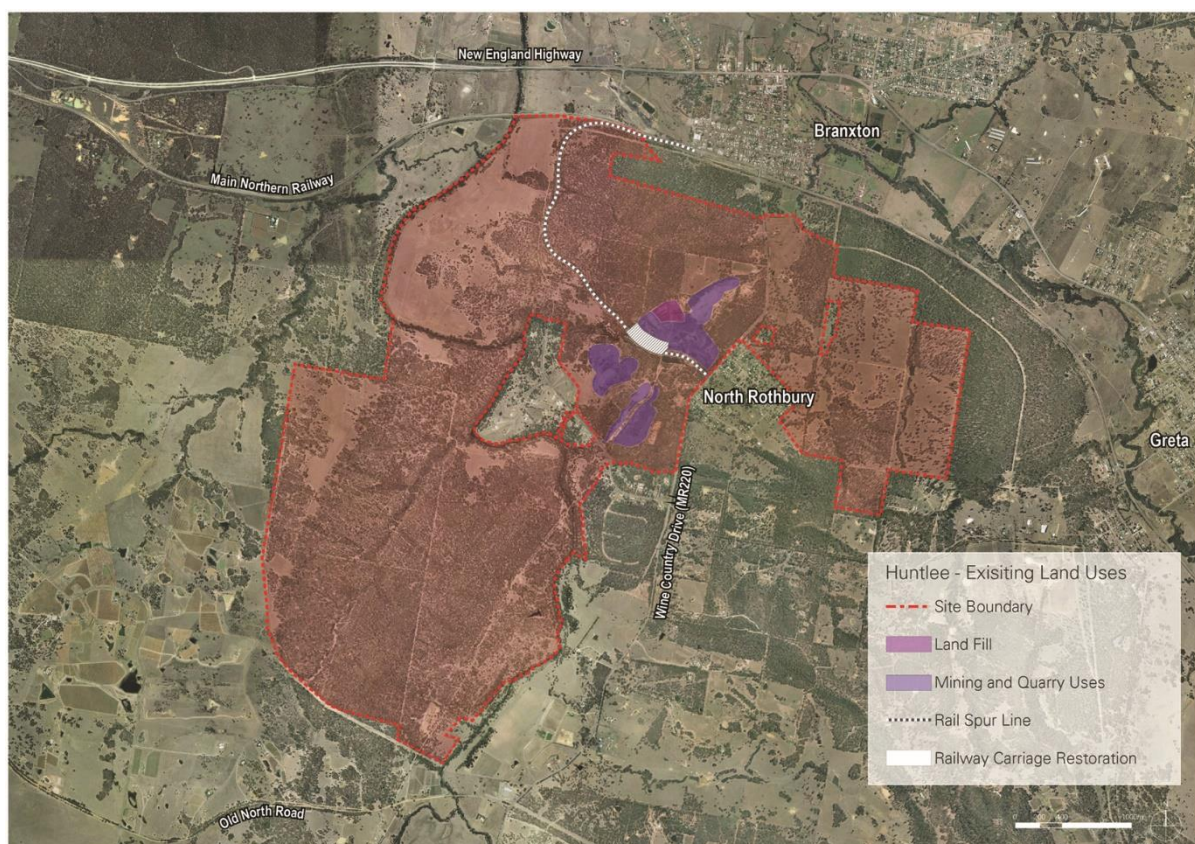 New England Highway
Branxton
Main Northern Railway
North Rothbury
Greta
Wine Country Drive (MR220)
Old North Road
Huntlee - Exisiting Land Uses
Site Boundary
Land Fill
Mining and Quarry Uses
Rail Spur Line
Railway Carriage Restoration
0